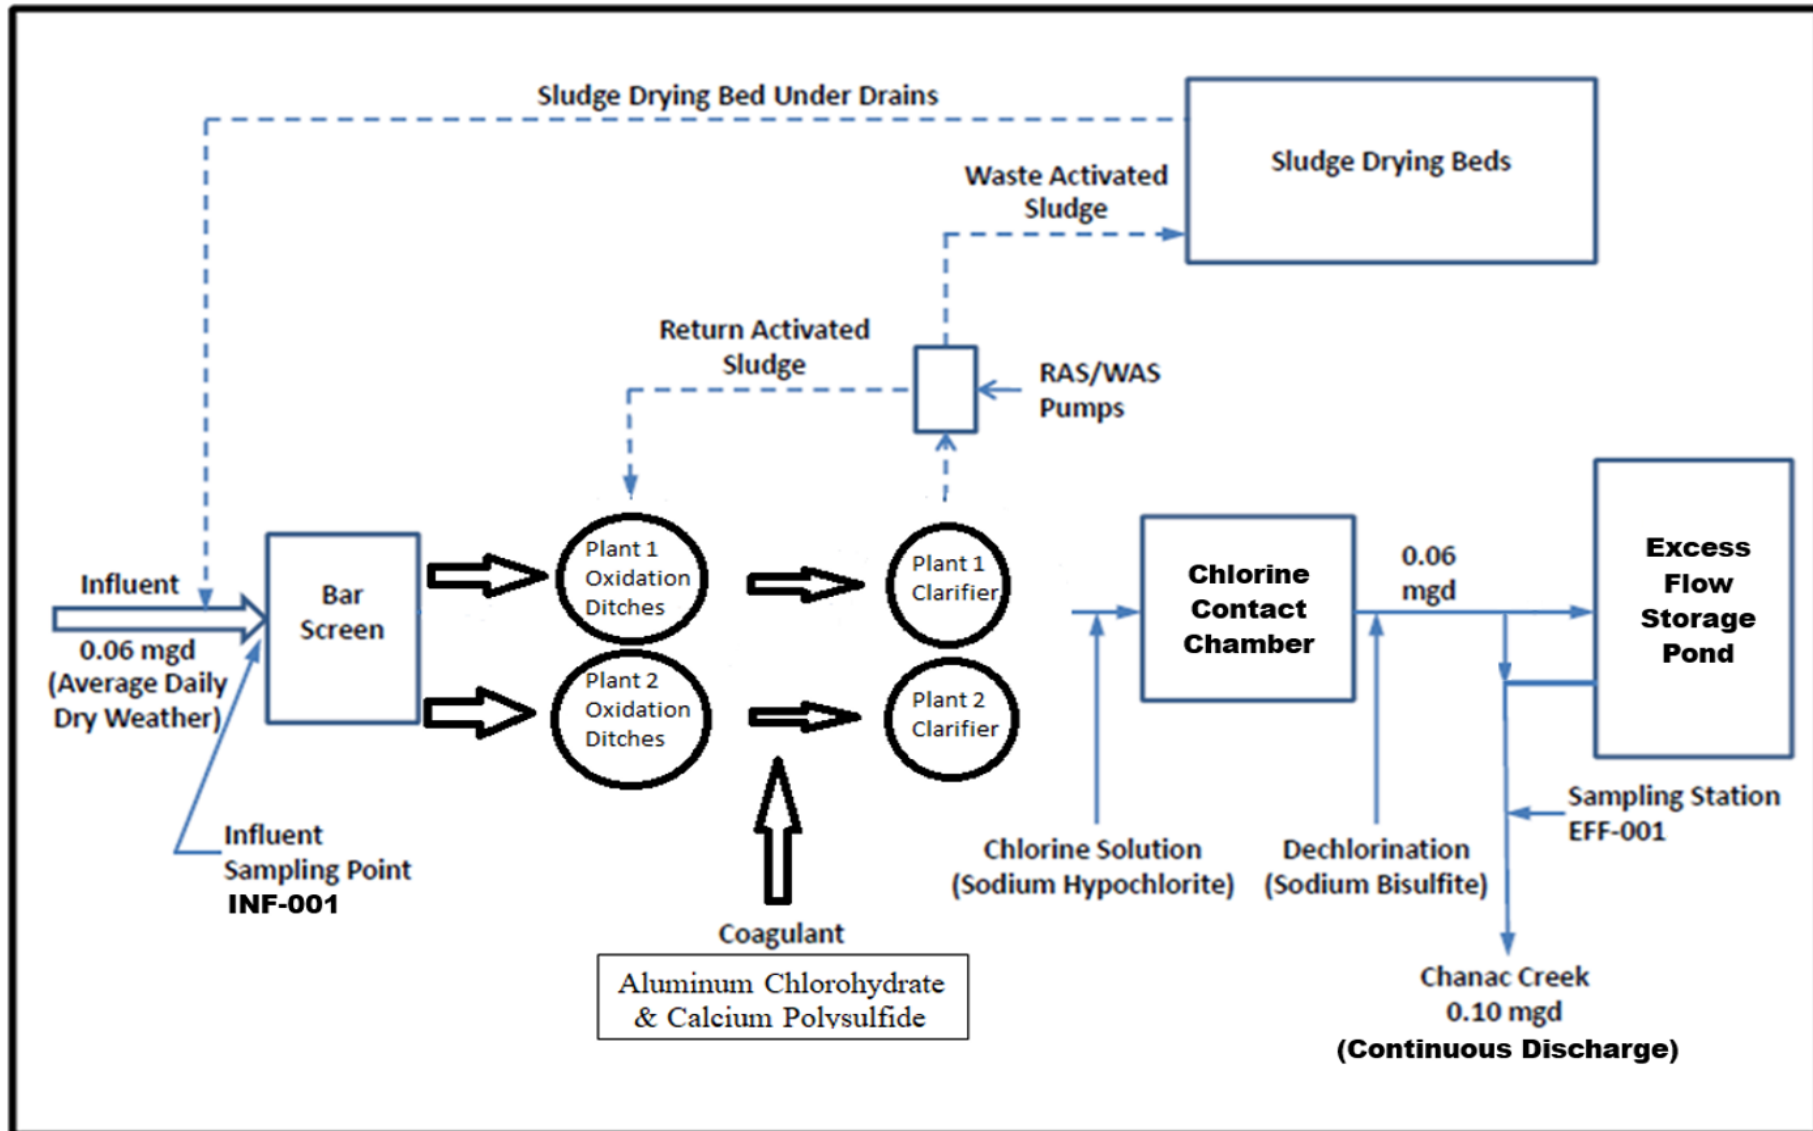 Sludge Drying Bed Under Drains
Sludge Drying Beds
Waste Activated
Sludge
Return Activated
Sludge
RAS/WAS
Pumps
Influent
0.06 mgd
(Average Daily
Dry Weather)
Bar
Screen
Plant 1
Oxidation
Ditches
Plant 2
Oxidation
Ditches
Plant 1
Clarifier
Plant 2
Clarifier
Chlorine
Contact
Chamber
0.06
mgd
Excess
Flow
Storage
Pond
Influent
Sampling Point
INF-001
Coagulant
Aluminum Chlorohydrate
& Calcium Polysulfide
Chlorine Solution
(Sodium Hypochlorite)
Dechlorination
(Sodium Bisulfite)
Sampling Station
EFF-001
Chanac Creek
0.10 mgd
(Continuous Discharge)